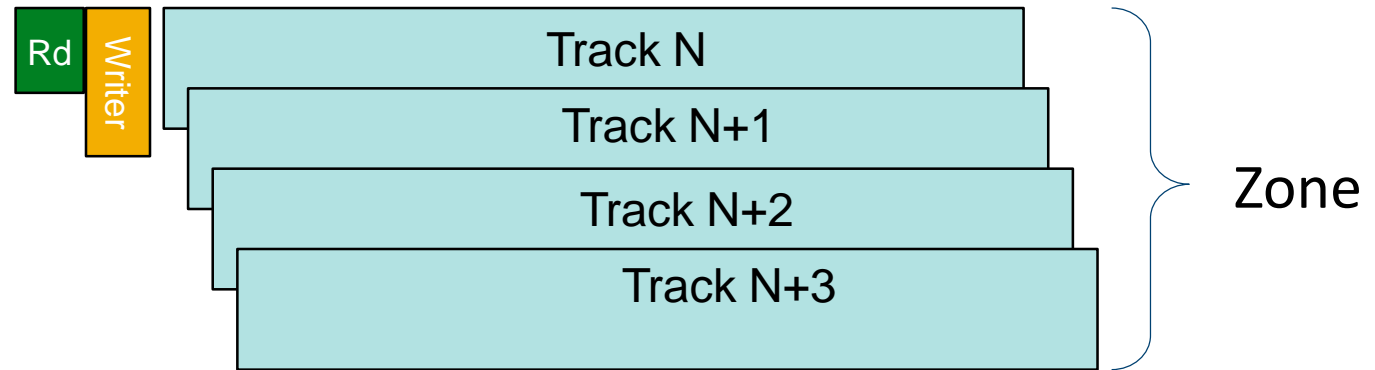 Rd
Writer
Track N
Track N+1
Track N+2
Track N+3
Zone